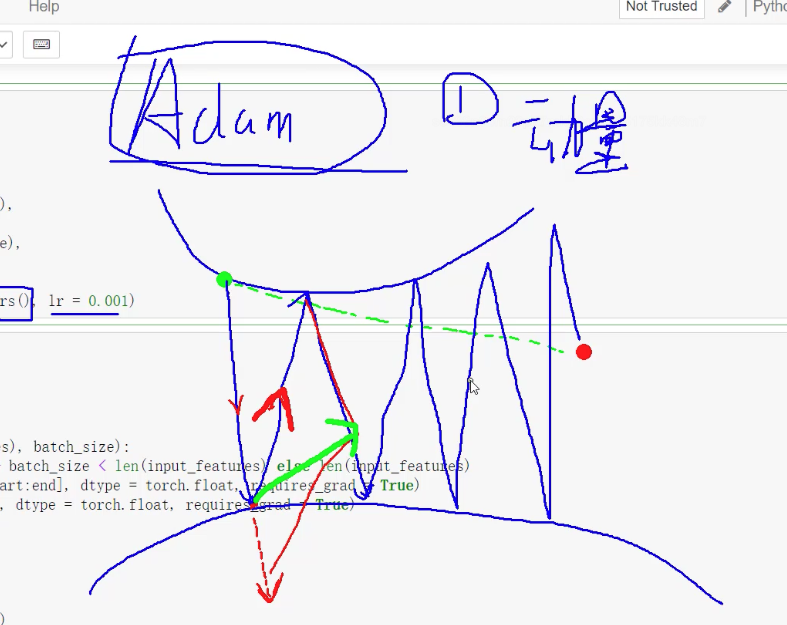 Help
Not Trusted
Pytho
Adam ① 动量
),
e),
rs(), lr = 0.001)
s), batch_size):
batch_size < len(input_features) else len(input_features)
art:end], dtype = torch.float, requires_grad = True)
, dtype = torch.float, requires_grad = True)
)